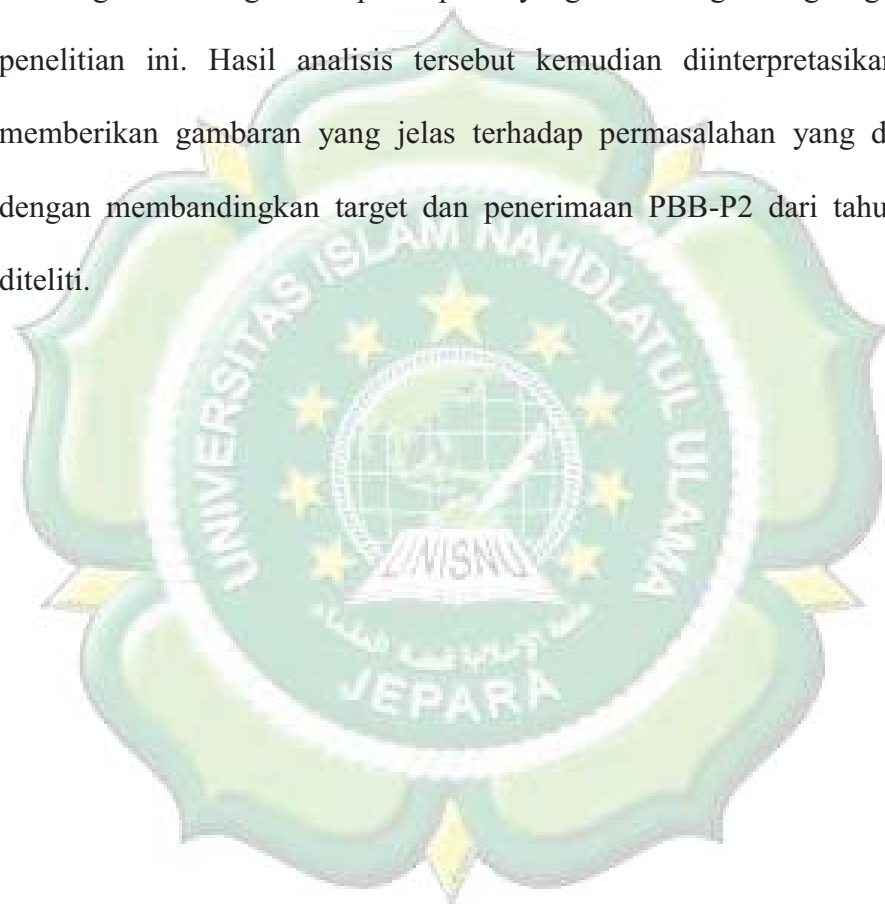 penelitian ini. Hasil analisis tersebut kemudian diinterpretasikan
memberikan gambaran yang jelas terhadap permasalahan yang d
dengan membandingkan target dan penerimaan PBB-P2 dari tahu
diteliti.
UNIVERSITAS ISLAM NAHDLATUL ULAMA
UNISNU
JEPARA